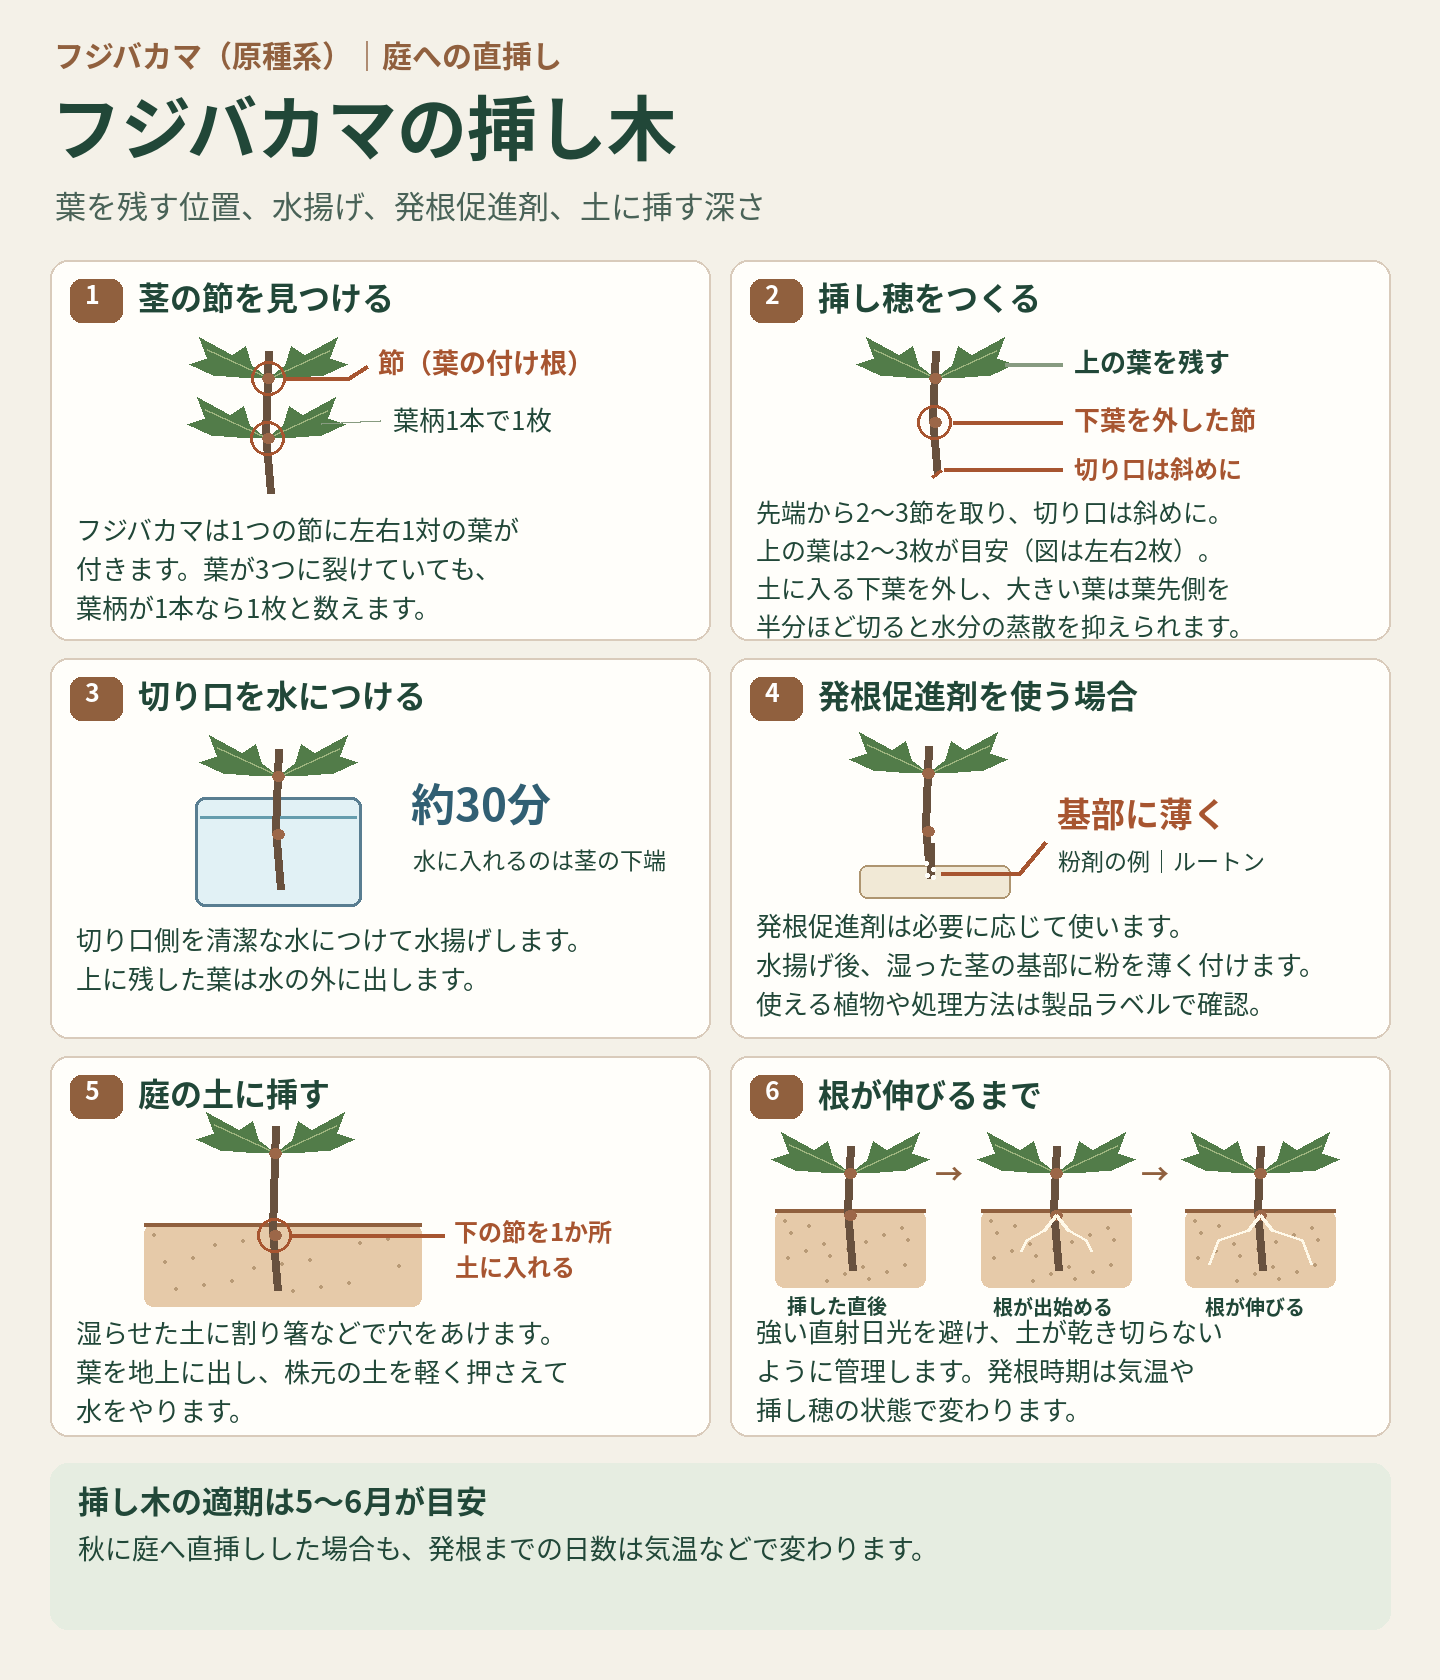 フジバカマ（原種系）｜庭への直挿し
フジバカマの挿し木
葉を残す位置、水揚げ、発根促進剤、土に挿す深さ
1 茎の節を見つける
節（葉の付け根）
葉柄1本で1枚
フジバカマは1つの節に左右1対の葉が
付きます。葉が3つに裂けていても、
葉柄が1本なら1枚と数えます。
2 挿し穂をつくる
上の葉を残す
下葉を外した節
切り口は斜めに
先端から2〜3節を取り、切り口は斜めに。
上の葉は2〜3枚が目安（図は左右2枚）。
土に入る下葉を外し、大きい葉は葉先側を
半分ほど切ると水分の蒸散を抑えられます。
3 切り口を水につける
約30分
水に入れるのは茎の下端
切り口側を清潔な水につけて水揚げします。
上に残した葉は水の外に出します。
4 発根促進剤を使う場合
基部に薄く
粉剤の例｜ルートン
発根促進剤は必要に応じて使います。
水揚げ後、湿った茎の基部に粉を薄く付けます。
使える植物や処理方法は製品ラベルで確認。
5 庭の土に挿す
下の節を1か所
土に入れる
湿らせた土に割り箸などで穴をあけます。
葉を地上に出し、株元の土を軽く押さえて
水をやります。
6 根が伸びるまで
→ →
挿した直後 根が出始める 根が伸びる
強い直射日光を避け、土が乾き切らない
ように管理します。発根時期は気温や
挿し穂の状態で変わります。
挿し木の適期は5〜6月が目安
秋に庭へ直挿しした場合も、発根までの日数は気温などで変わります。